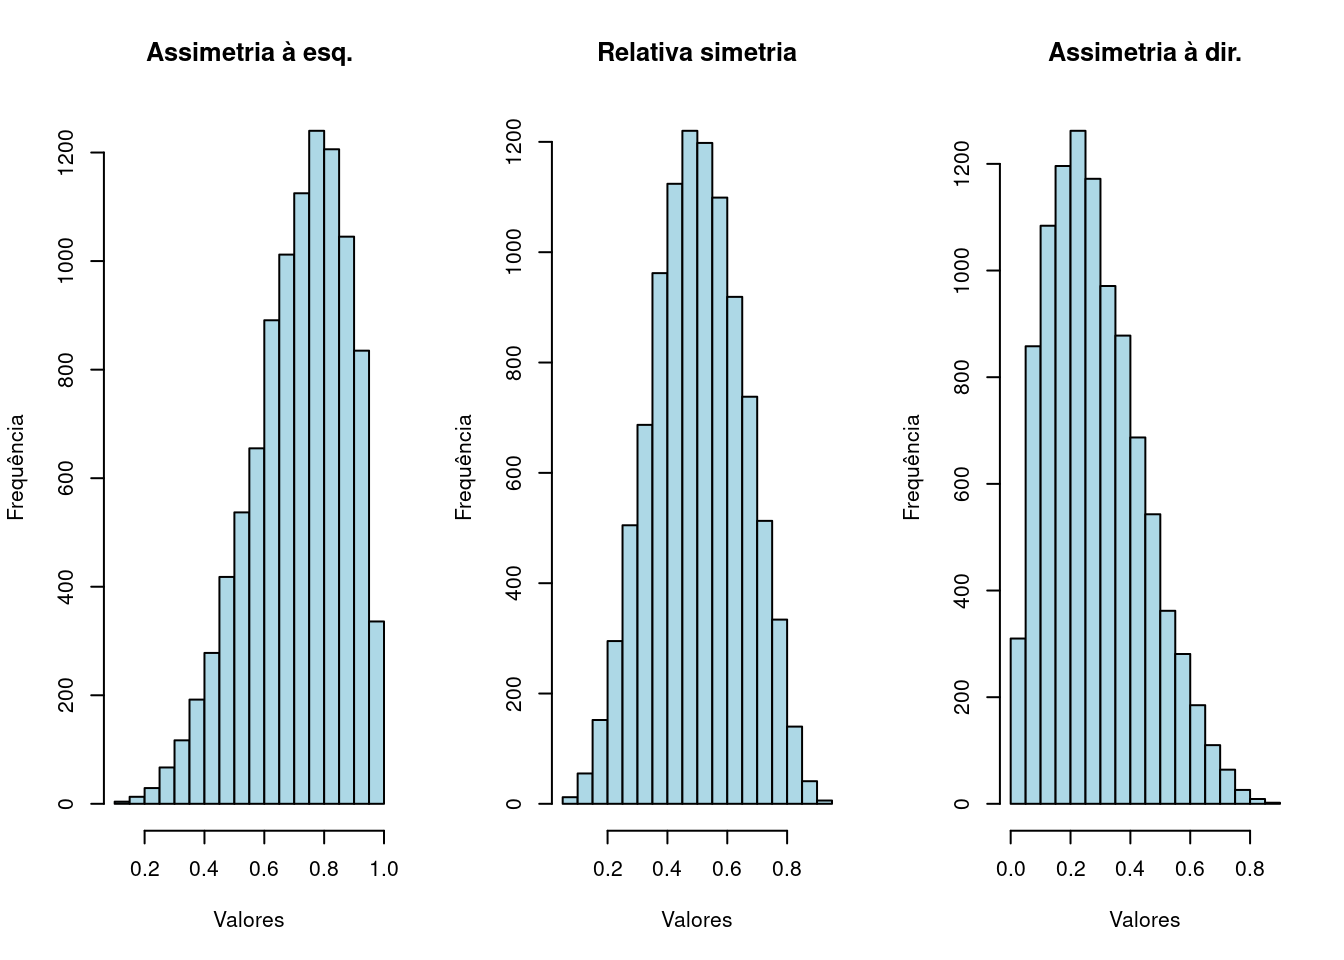 Assimetria à esq.
Frequência
0
200
400
600
800
1000
1200
0.2 0.4 0.6 0.8 1.0
Valores
Relativa simetria
Frequência
0
200
400
600
800
1000
1200
0.2 0.4 0.6 0.8
Valores
Assimetria à dir.
Frequência
0
200
400
600
800
1000
1200
0.0 0.2 0.4 0.6 0.8
Valores